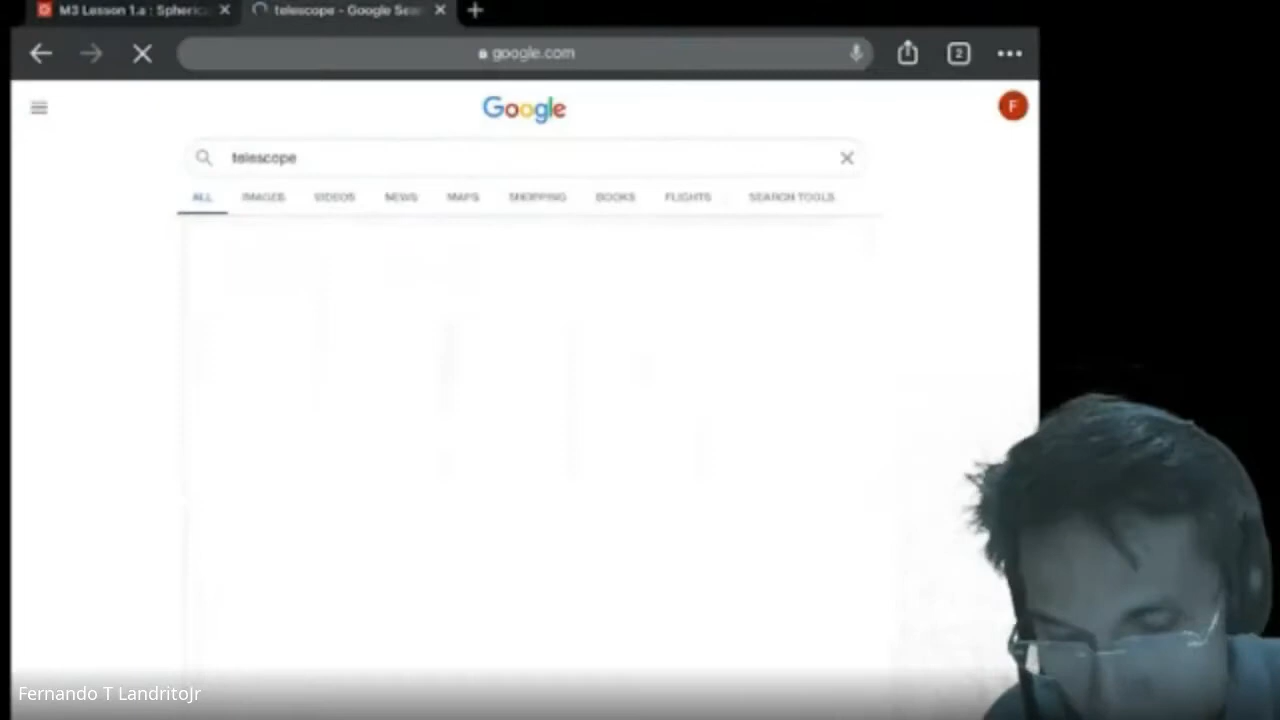 M3 Lesson 1.a : Spheric
telescope - Google Sea
google.com
2
Google
F
telescope
ALL IMAGES VIDEOS NEWS MAPS SHOPPING BOOKS FLIGHTS SEARCH TOOLS
Fernando T LandritoJr